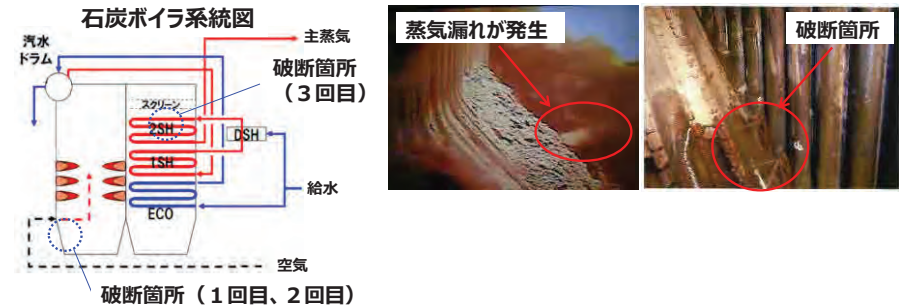 石炭ボイラ系統図
汽水
ドラム
主蒸気
破断箇所
（３回目）
スクリーン
2SH
DSH
1SH
給水
ECO
空気
破断箇所（１回目、２回目）
蒸気漏れが発生
破断箇所